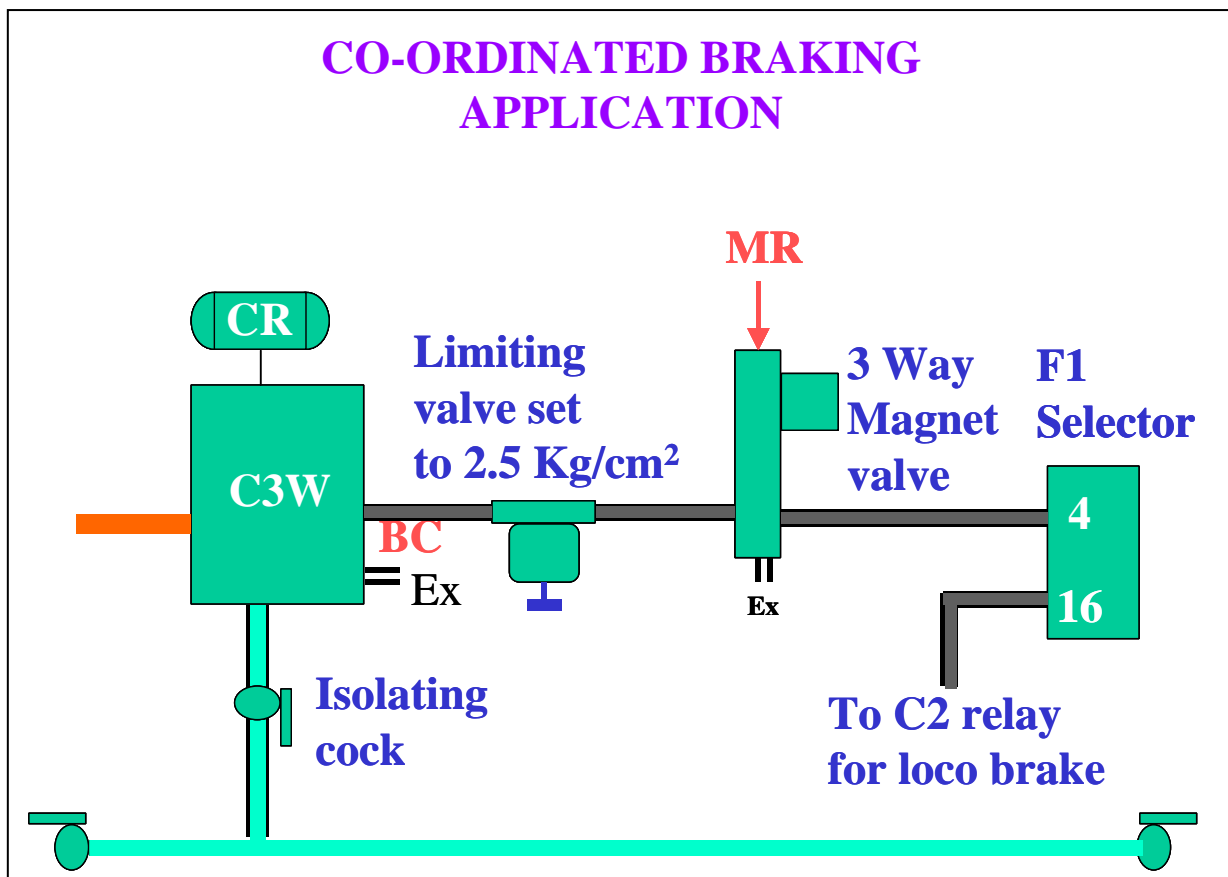 CO-ORDINATED BRAKING
APPLICATION
MR
CR
Limiting
valve set
to 2.5 Kg/cm²
3 Way
Magnet
valve
F1
Selector
C3W
4
BC
Ex
Ex
16
Isolating
cock
To C2 relay
for loco brake